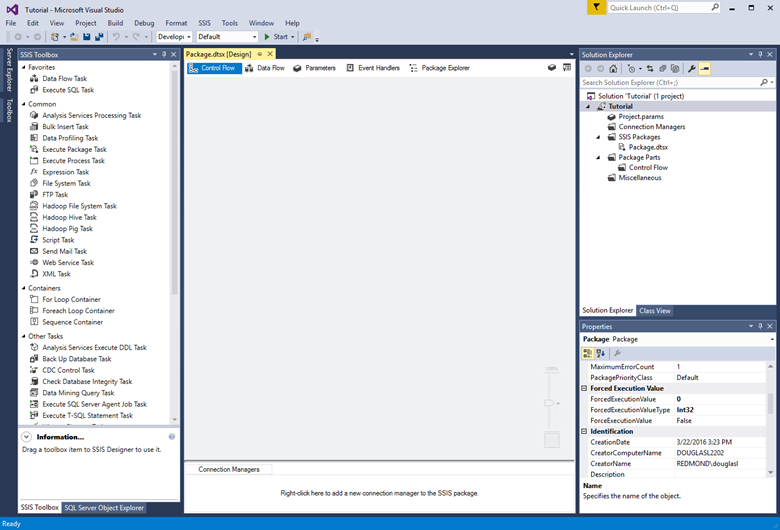 Tutorial - Microsoft Visual Studio
Quick Launch (Ctrl+Q)
File Edit View Project Build Debug Format SSIS Tools Window Help
Develop Default Start
Server Explorer
Toolbox
SSIS Toolbox
Favorites
Data Flow Task
Execute SQL Task
Common
Analysis Services Processing Task
Bulk Insert Task
Data Profiling Task
Execute Package Task
Execute Process Task
Expression Task
File System Task
FTP Task
Hadoop File System Task
Hadoop Hive Task
Hadoop Pig Task
Script Task
Send Mail Task
Web Service Task
XML Task
Containers
For Loop Container
Foreach Loop Container
Sequence Container
Other Tasks
Analysis Services Execute DDL Task
Back Up Database Task
CDC Control Task
Check Database Integrity Task
Data Mining Query Task
Execute SQL Server Agent Job Task
Execute T-SQL Statement Task
Information...
Drag a toolbox item to SSIS Designer to use it.
SSIS Toolbox SQL Server Object Explorer
Package.dtsx [Design]
Control Flow Data Flow Parameters Event Handlers Package Explorer
100%
Connection Managers
Right-click here to add a new connection manager to the SSIS package.
Solution Explorer
Search Solution Explorer (Ctrl+;)
Solution 'Tutorial' (1 project)
Tutorial
Project.params
Connection Managers
SSIS Packages
Package.dtsx
Package Parts
Control Flow
Miscellaneous
Solution Explorer Class View
Properties
Package Package
MaximumErrorCount 1
PackagePriorityClass Default
Forced Execution Value
ForcedExecutionValue 0
ForcedExecutionValueType Int32
ForceExecutionValue False
Identification
CreationDate 3/22/2016 3:23 PM
CreatorComputerName DOUGLASL2202
CreatorName REDMOND\douglasl
Description
Name
Specifies the name of the object.
Ready